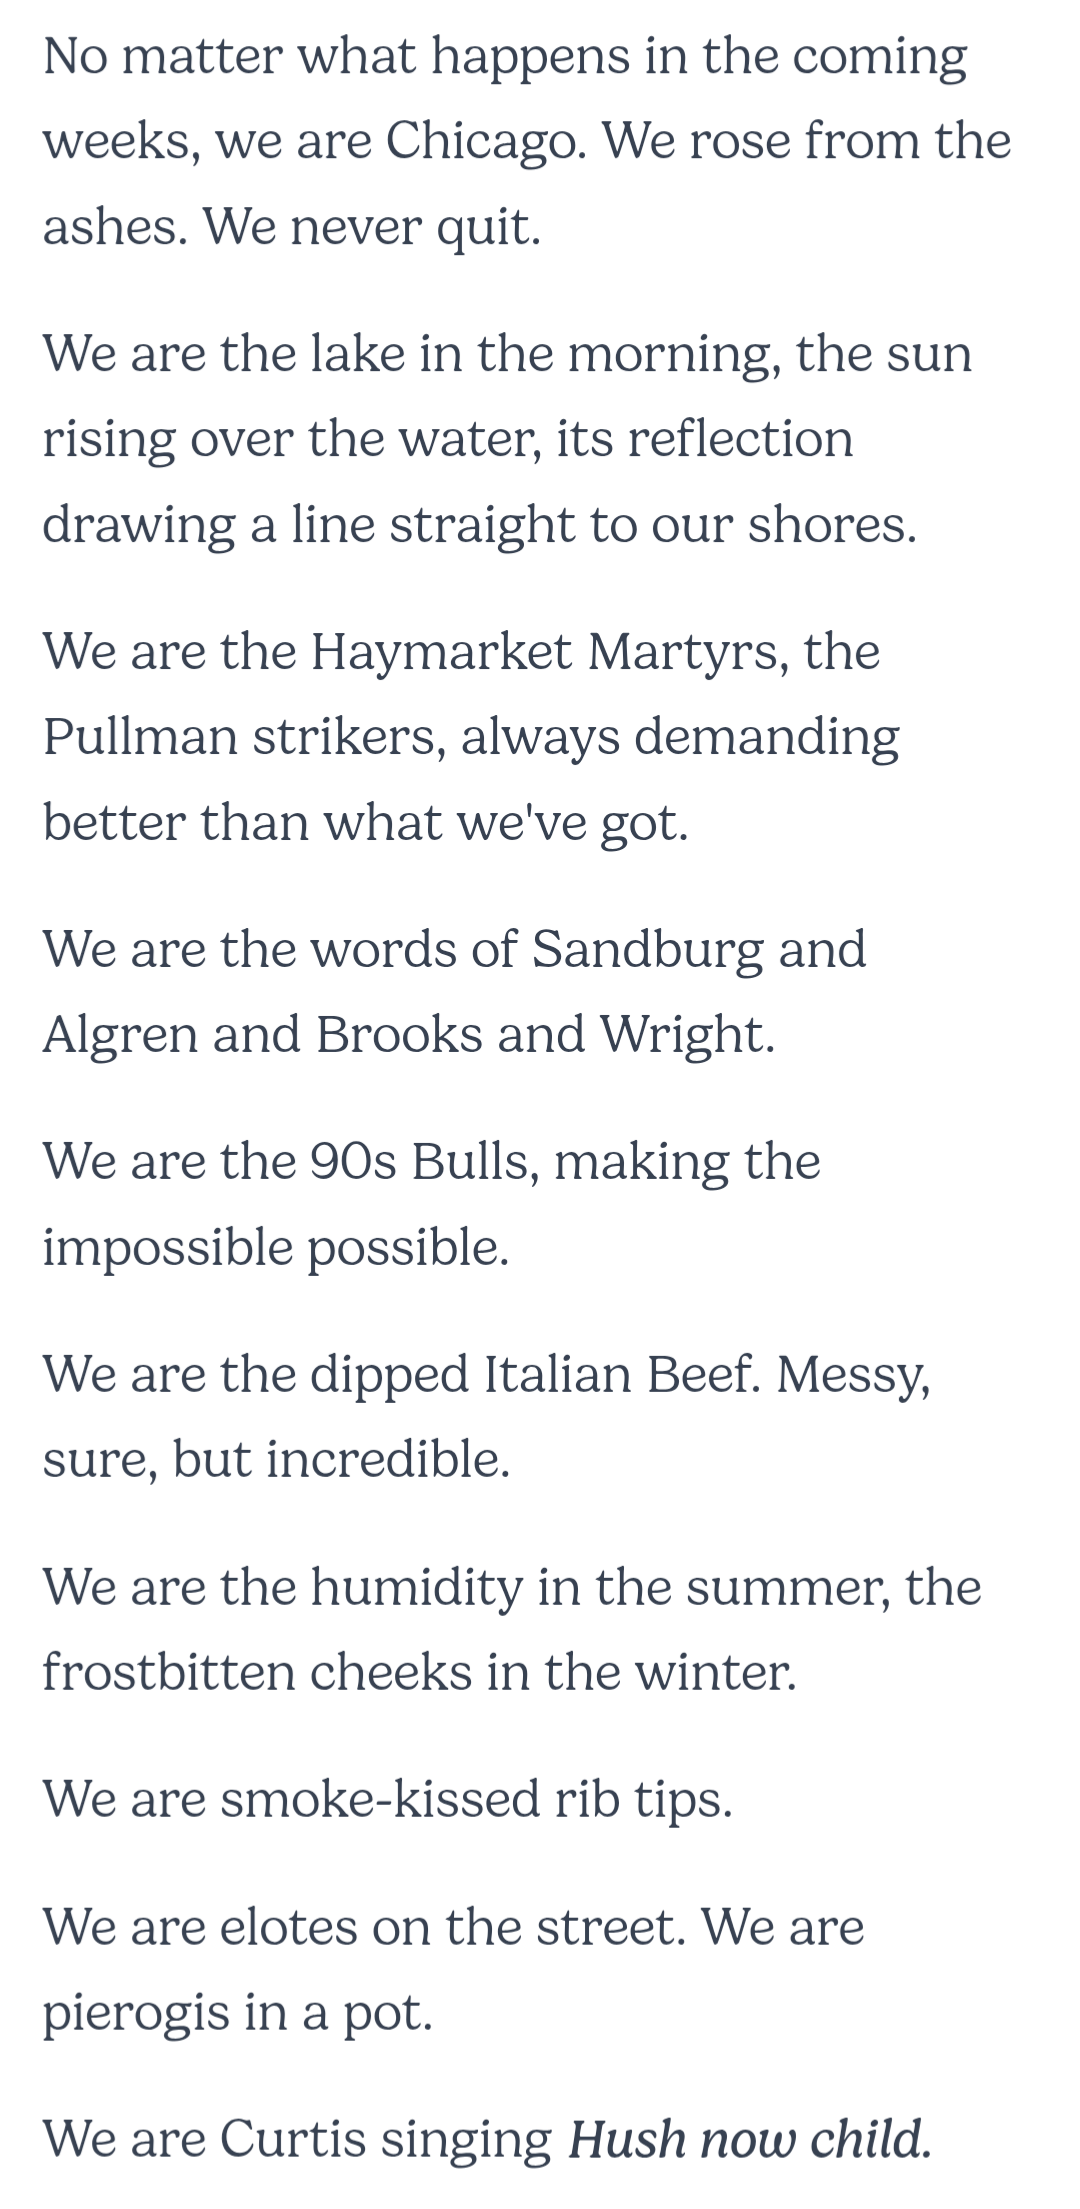 No matter what happens in the coming
weeks, we are Chicago. We rose from the
ashes. We never quit.
We are the lake in the morning, the sun
rising over the water, its reflection
drawing a line straight to our shores.
We are the Haymarket Martyrs, the
Pullman strikers, always demanding
better than what we've got.
We are the words of Sandburg and
Algren and Brooks and Wright.
We are the 90s Bulls, making the
impossible possible.
We are the dipped Italian Beef. Messy,
sure, but incredible.
We are the humidity in the summer, the
frostbitten cheeks in the winter.
We are smoke-kissed rib tips.
We are elotes on the street. We are
pierogis in a pot.
We are Curtis singing Hush now child.